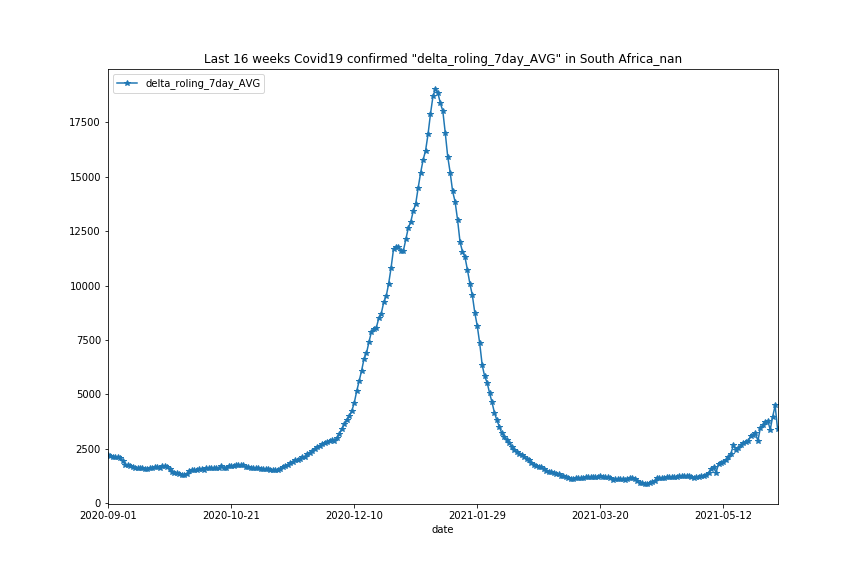 Last 16 weeks Covid19 confirmed "delta_roling_7day_AVG" in South Africa_nan
delta_roling_7day_AVG
17500
15000
12500
10000
7500
5000
2500
0
2020-09-01 2020-10-21 2020-12-10 2021-01-29 2021-03-20 2021-05-12
date